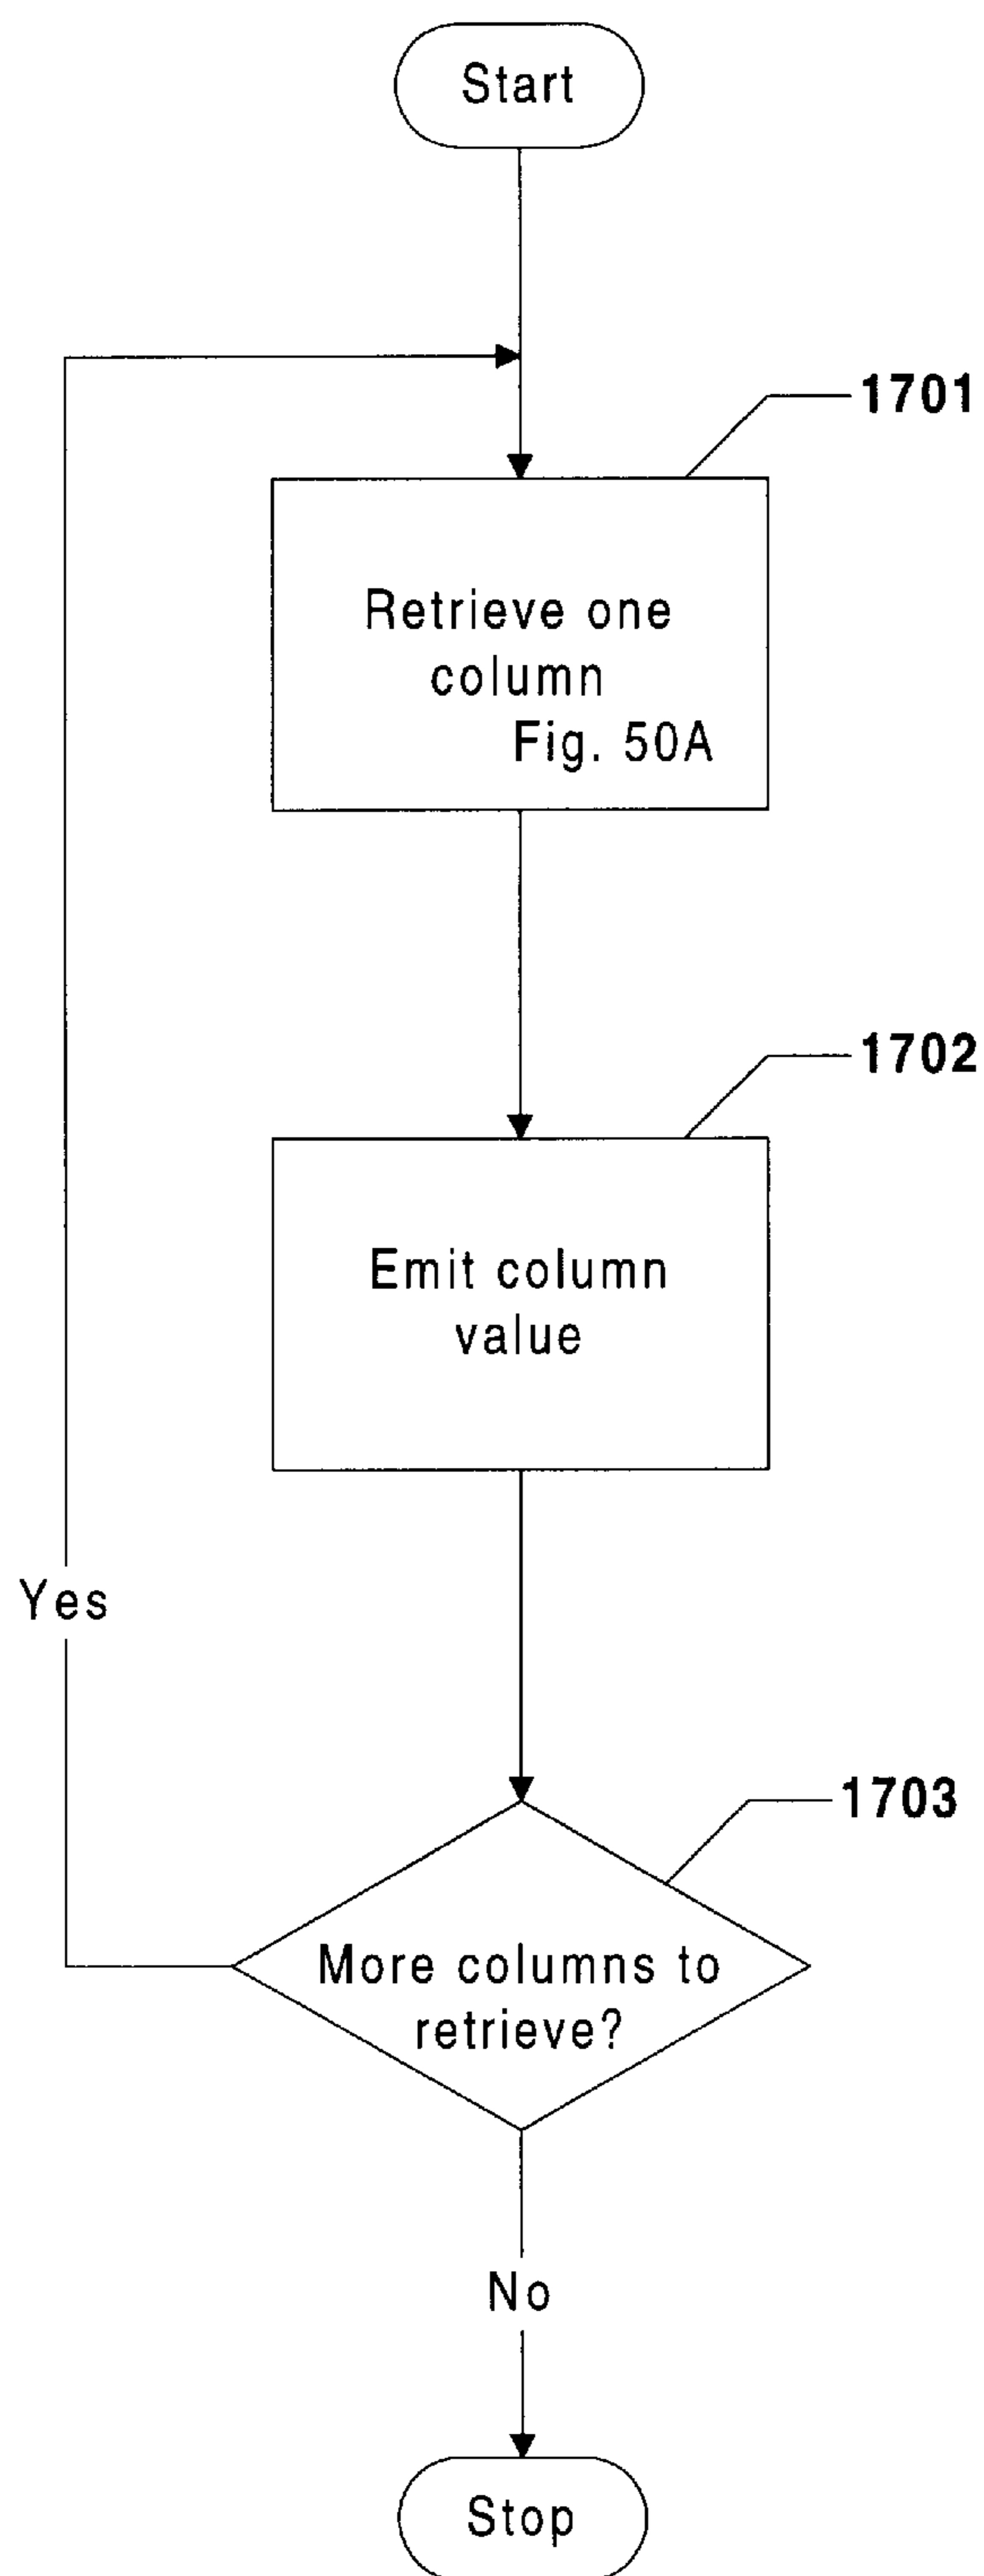 Start
1701
Retrieve one
column
Fig. 50A
1702
Emit column
value
Yes
1703
More columns to
retrieve?
No
Stop